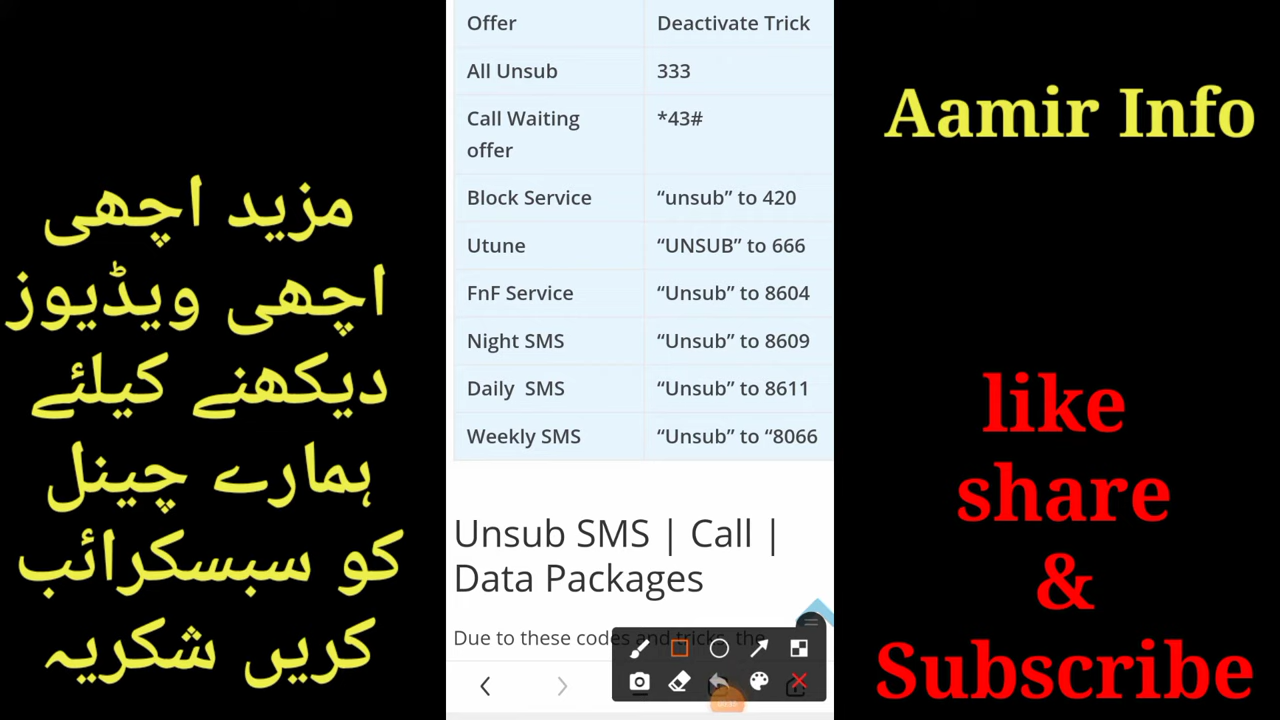 مزید اچھی
اچھی ویڈیوز
دیکھنے کیلئے
ہمارے چینل
کو سبسکرائب
کریں شکریہ
Offer Deactivate Trick
All Unsub 333
Call Waiting offer *43#
Block Service “unsub” to 420
Utune “UNSUB” to 666
FnF Service “Unsub” to 8604
Night SMS “Unsub” to 8609
Daily SMS “Unsub” to 8611
Weekly SMS “Unsub” to “8066
Unsub SMS | Call |
Data Packages
Due to these codes and tricks, the
Aamir Info
like
share
&
Subscribe